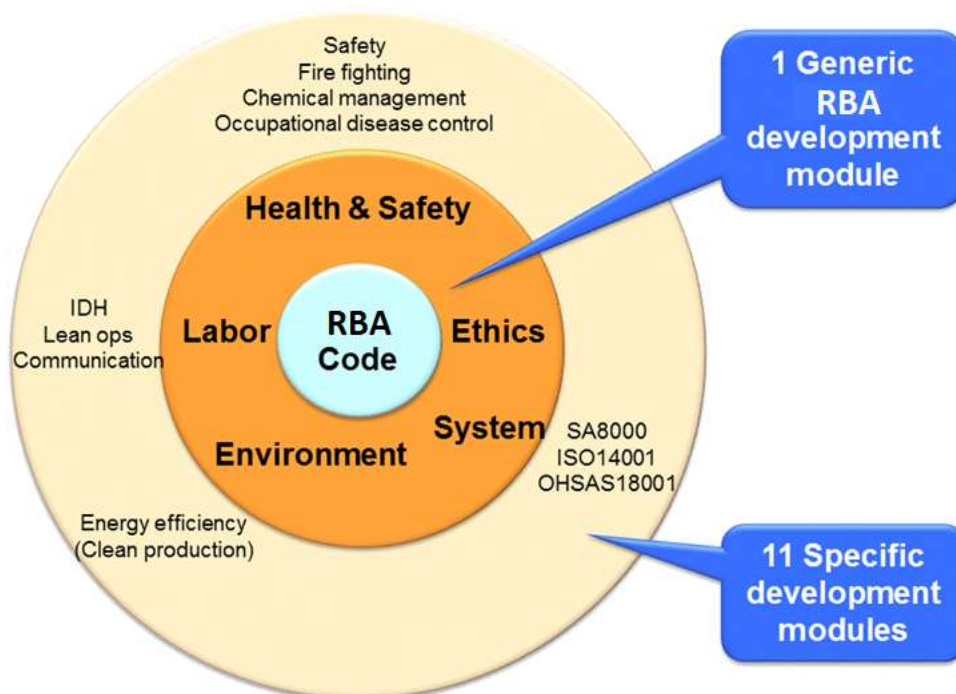 Safety
Fire fighting
Chemical management
Occupational disease control
1 Generic
RBA
development
module
Health & Safety
IDH
Lean ops
Communication
Labor
RBA
Code
Ethics
System
Environment
SA8000
ISO14001
OHSAS18001
Energy efficiency
(Clean production)
11 Specific
development
modules